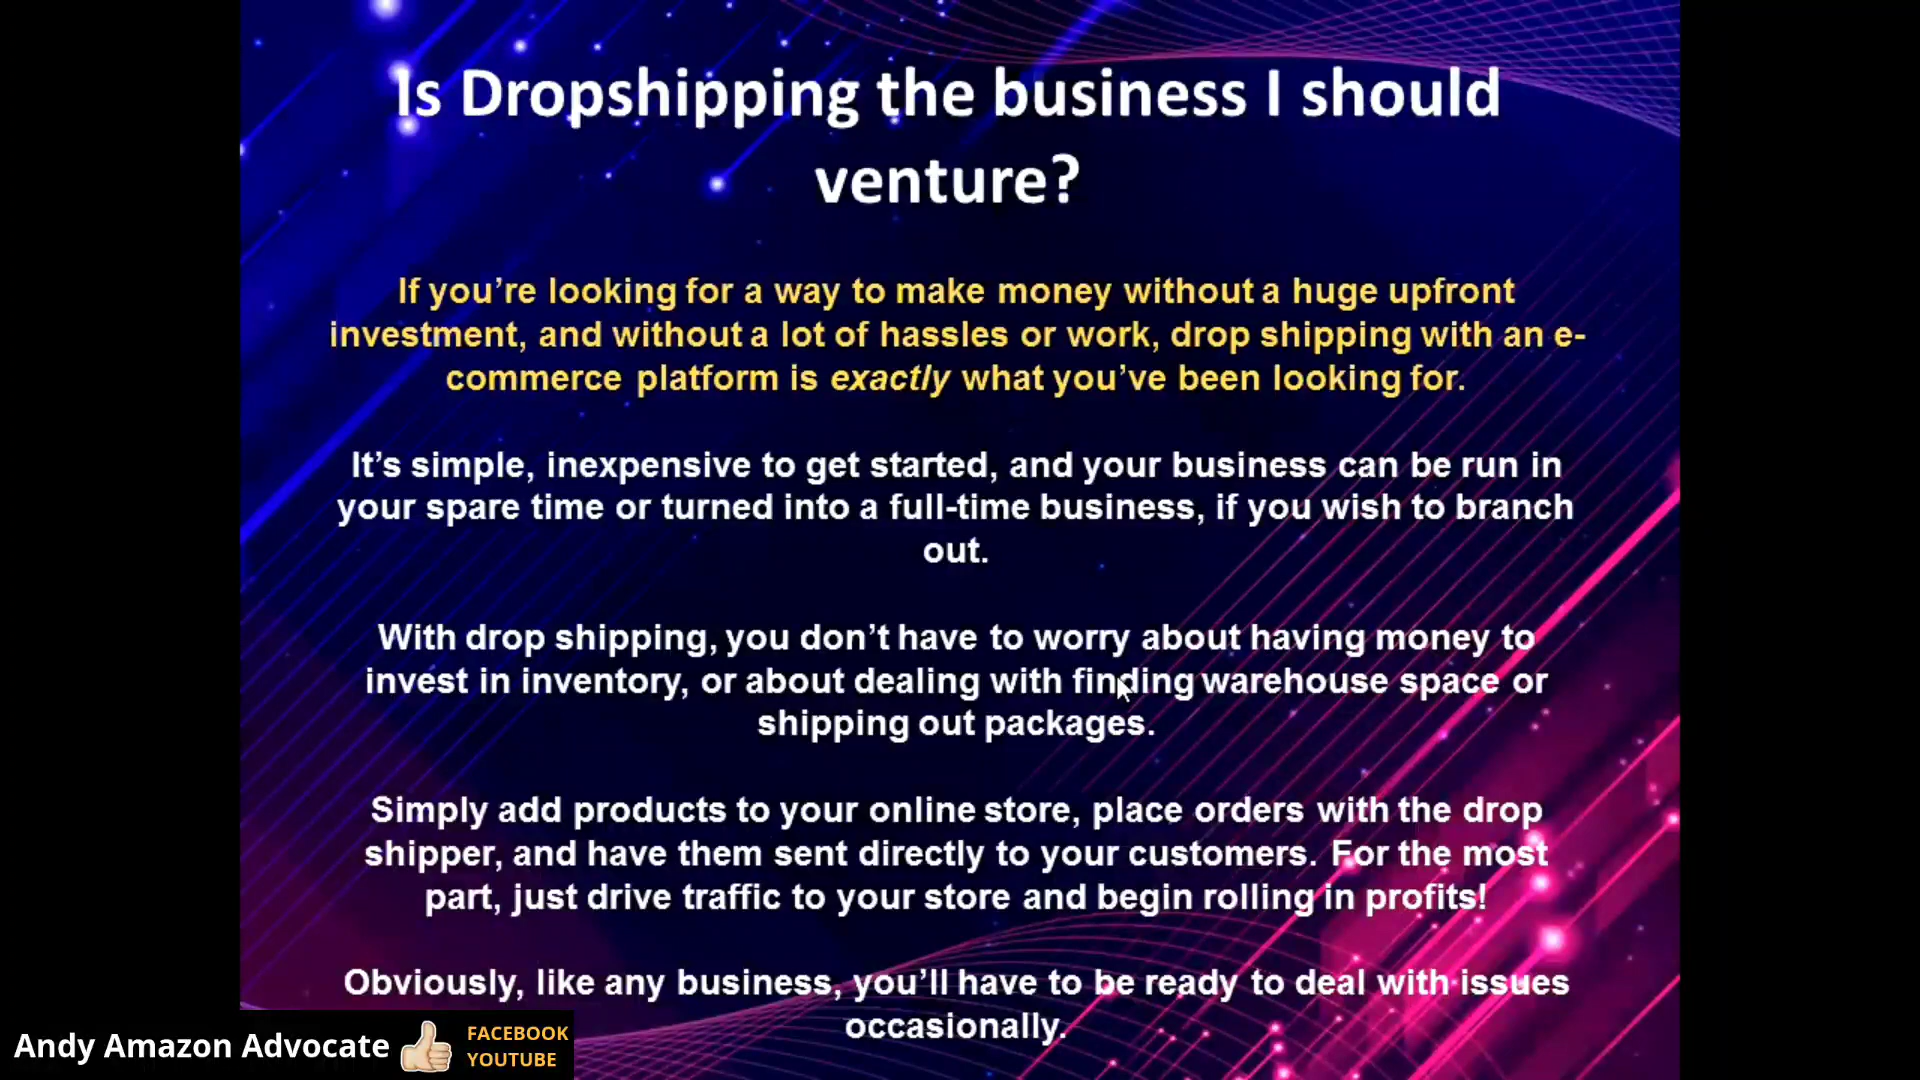 Is Dropshipping the business I should
venture?
If you’re looking for a way to make money without a huge upfront
investment, and without a lot of hassles or work, drop shipping with an e-
commerce platform is exactly what you’ve been looking for.
It’s simple, inexpensive to get started, and your business can be run in
your spare time or turned into a full-time business, if you wish to branch
out.
With drop shipping, you don’t have to worry about having money to
invest in inventory, or about dealing with finding warehouse space or
shipping out packages.
Simply add products to your online store, place orders with the drop
shipper, and have them sent directly to your customers. For the most
part, just drive traffic to your store and begin rolling in profits!
Obviously, like any business, you’ll have to be ready to deal with issues
occasionally.
Andy Amazon Advocate
FACEBOOK
YOUTUBE